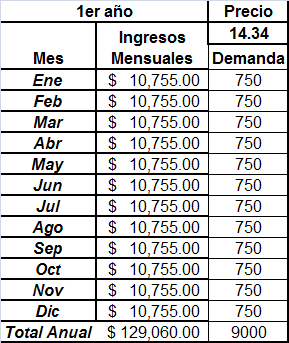 1er año Precio
Ingresos 14.34
Mes Mensuales Demanda
Ene $ 10,755.00 750
Feb $ 10,755.00 750
Mar $ 10,755.00 750
Abr $ 10,755.00 750
May $ 10,755.00 750
Jun $ 10,755.00 750
Jul $ 10,755.00 750
Ago $ 10,755.00 750
Sep $ 10,755.00 750
Oct $ 10,755.00 750
Nov $ 10,755.00 750
Dic $ 10,755.00 750
Total Anual $ 129,060.00 9000